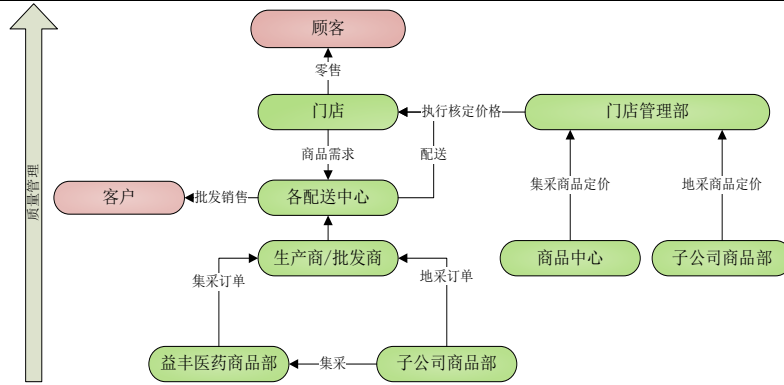 顾客
零售
门店
执行核定价格
门店管理部
商品需求
配送
质量管理
客户
批发销售
各配送中心
集采商品定价
地采商品定价
生产商/批发商
商品中心
子公司商品部
集采订单
地采订单
益丰医药商品部
集采
子公司商品部